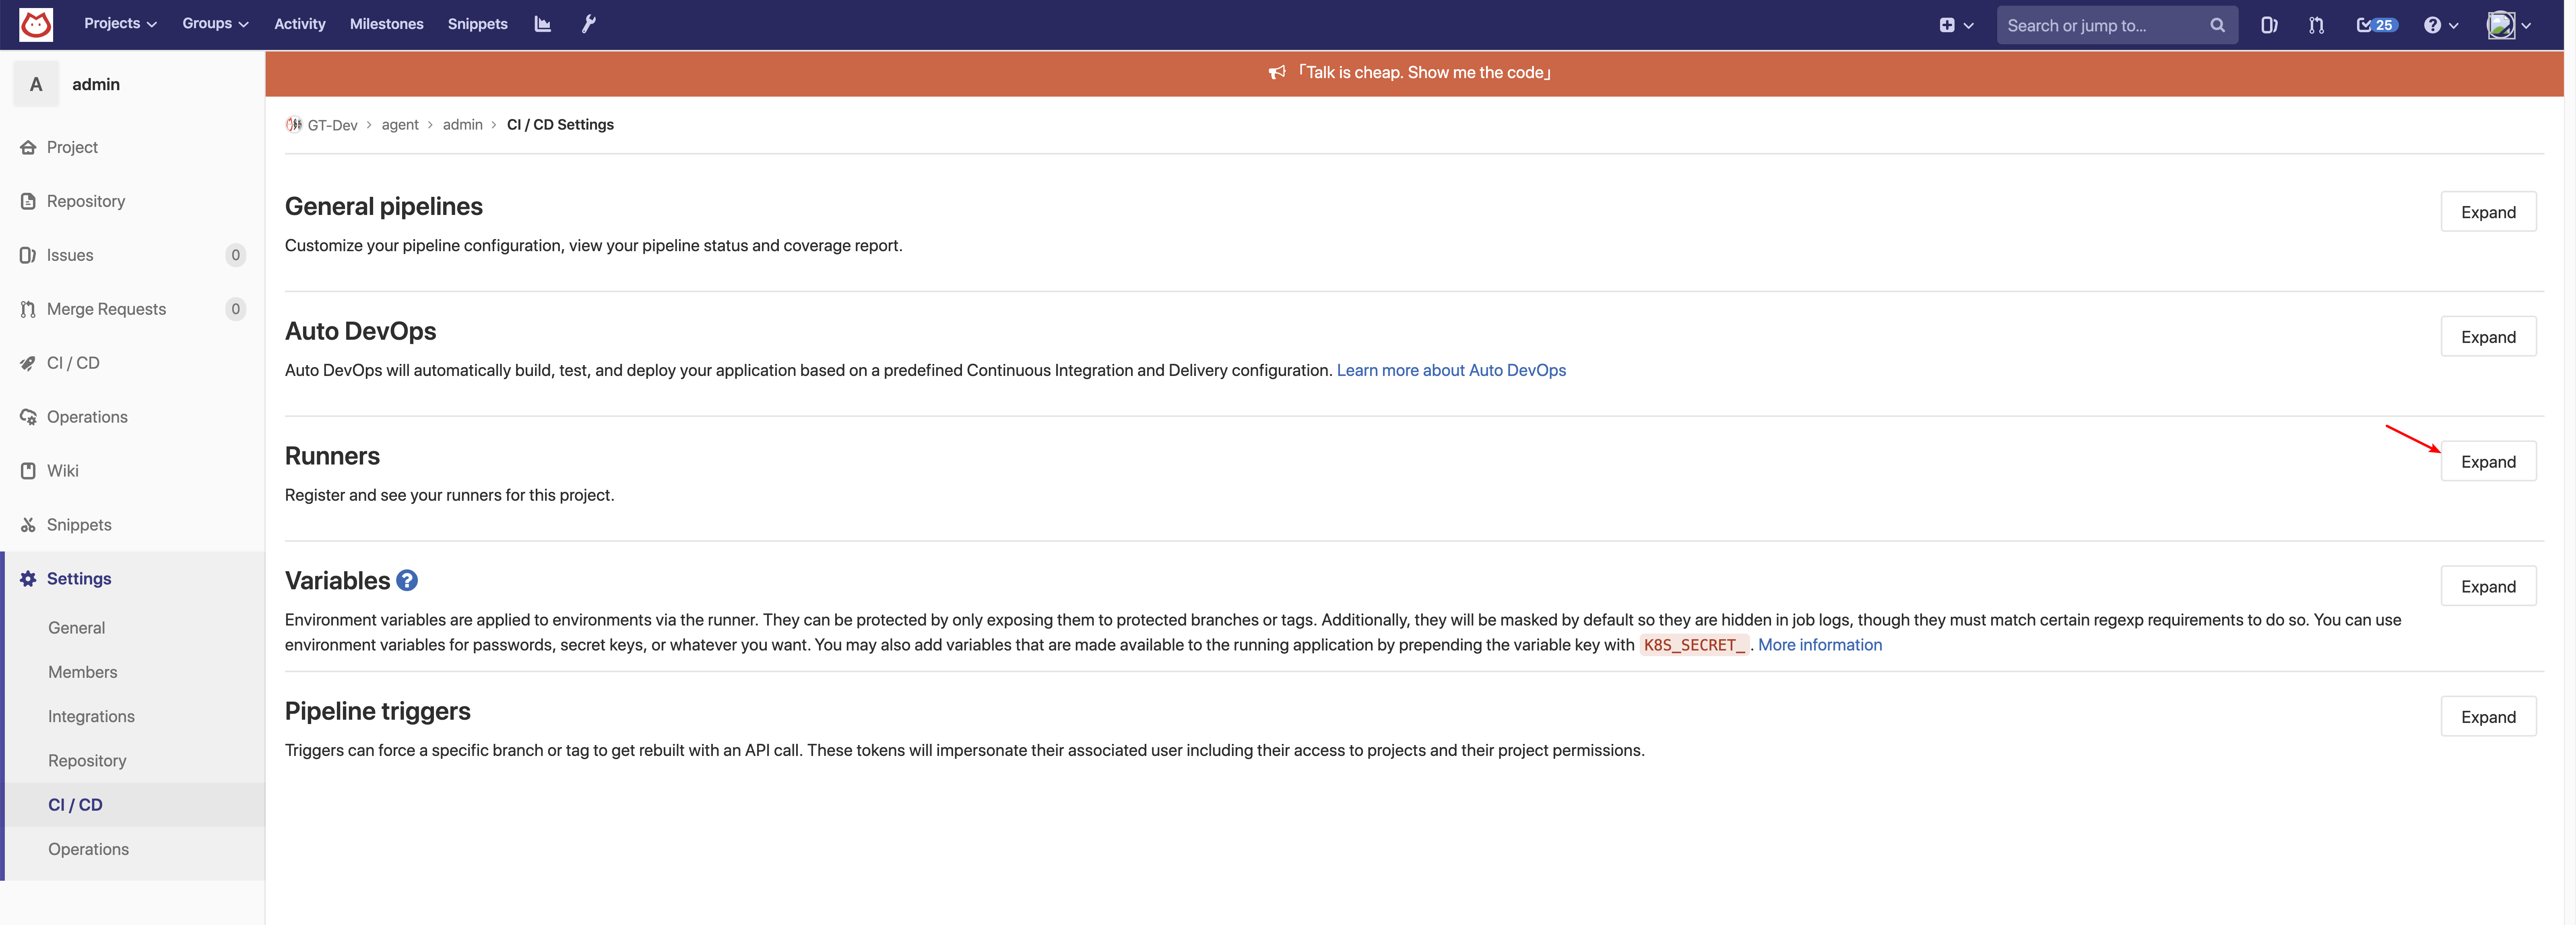 Projects Groups Activity Milestones Snippets Search or jump to... 25
A admin
「Talk is cheap. Show me the code」
GT-Dev > agent > admin > CI / CD Settings
Project
Repository
Issues 0
Merge Requests 0
CI / CD
Operations
Wiki
Snippets
Settings
General
Members
Integrations
Repository
CI / CD
Operations
General pipelines
Expand
Customize your pipeline configuration, view your pipeline status and coverage report.
Auto DevOps
Expand
Auto DevOps will automatically build, test, and deploy your application based on a predefined Continuous Integration and Delivery configuration. Learn more about Auto DevOps
Runners
Expand
Register and see your runners for this project.
Variables ?
Expand
Environment variables are applied to environments via the runner. They can be protected by only exposing them to protected branches or tags. Additionally, they will be masked by default so they are hidden in job logs, though they must match certain regexp requirements to do so. You can use
environment variables for passwords, secret keys, or whatever you want. You may also add variables that are made available to the running application by prepending the variable key with K8S_SECRET_ . More information
Pipeline triggers
Expand
Triggers can force a specific branch or tag to get rebuilt with an API call. These tokens will impersonate their associated user including their access to projects and their project permissions.